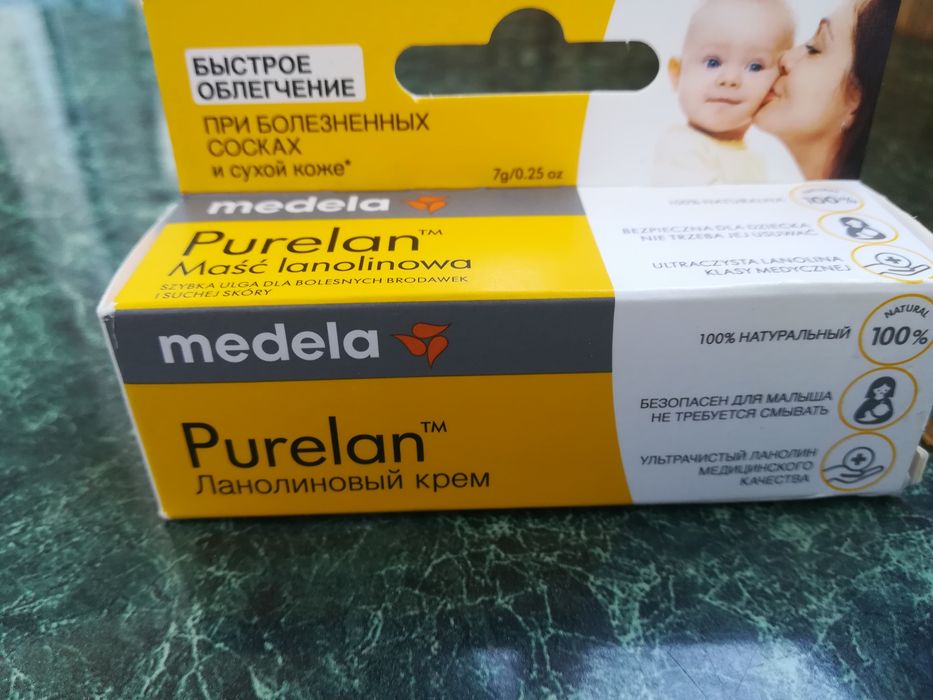 БЫСТРОЕ
ОБЛЕГЧЕНИЕ
ПРИ БОЛЕЗНЕННЫХ
СОСКАХ
и сухой коже*
7g/0.25 oz
medela
Purelan™
Maść lanolinowa
SZYBKA ULGA DLA BOLESNYCH BRODAWEK
I SUCHEJ SKÓRY
100% NATURALNA
100%
BEZPIECZNA DLA DZIECKA
NIE TRZEBA JEJ USUWAĆ
ULTRACZYSTA LANOLINA
KLASY MEDYCZNEJ
medela
Purelan™
Ланолиновый крем
100% НАТУРАЛЬНЫЙ
NATURAL
100%
БЕЗОПАСЕН ДЛЯ МАЛЫША
НЕ ТРЕБУЕТСЯ СМЫВАТЬ
УЛЬТРАЧИСТЫЙ ЛАНОЛИН
МЕДИЦИНСКОГО
КАЧЕСТВА